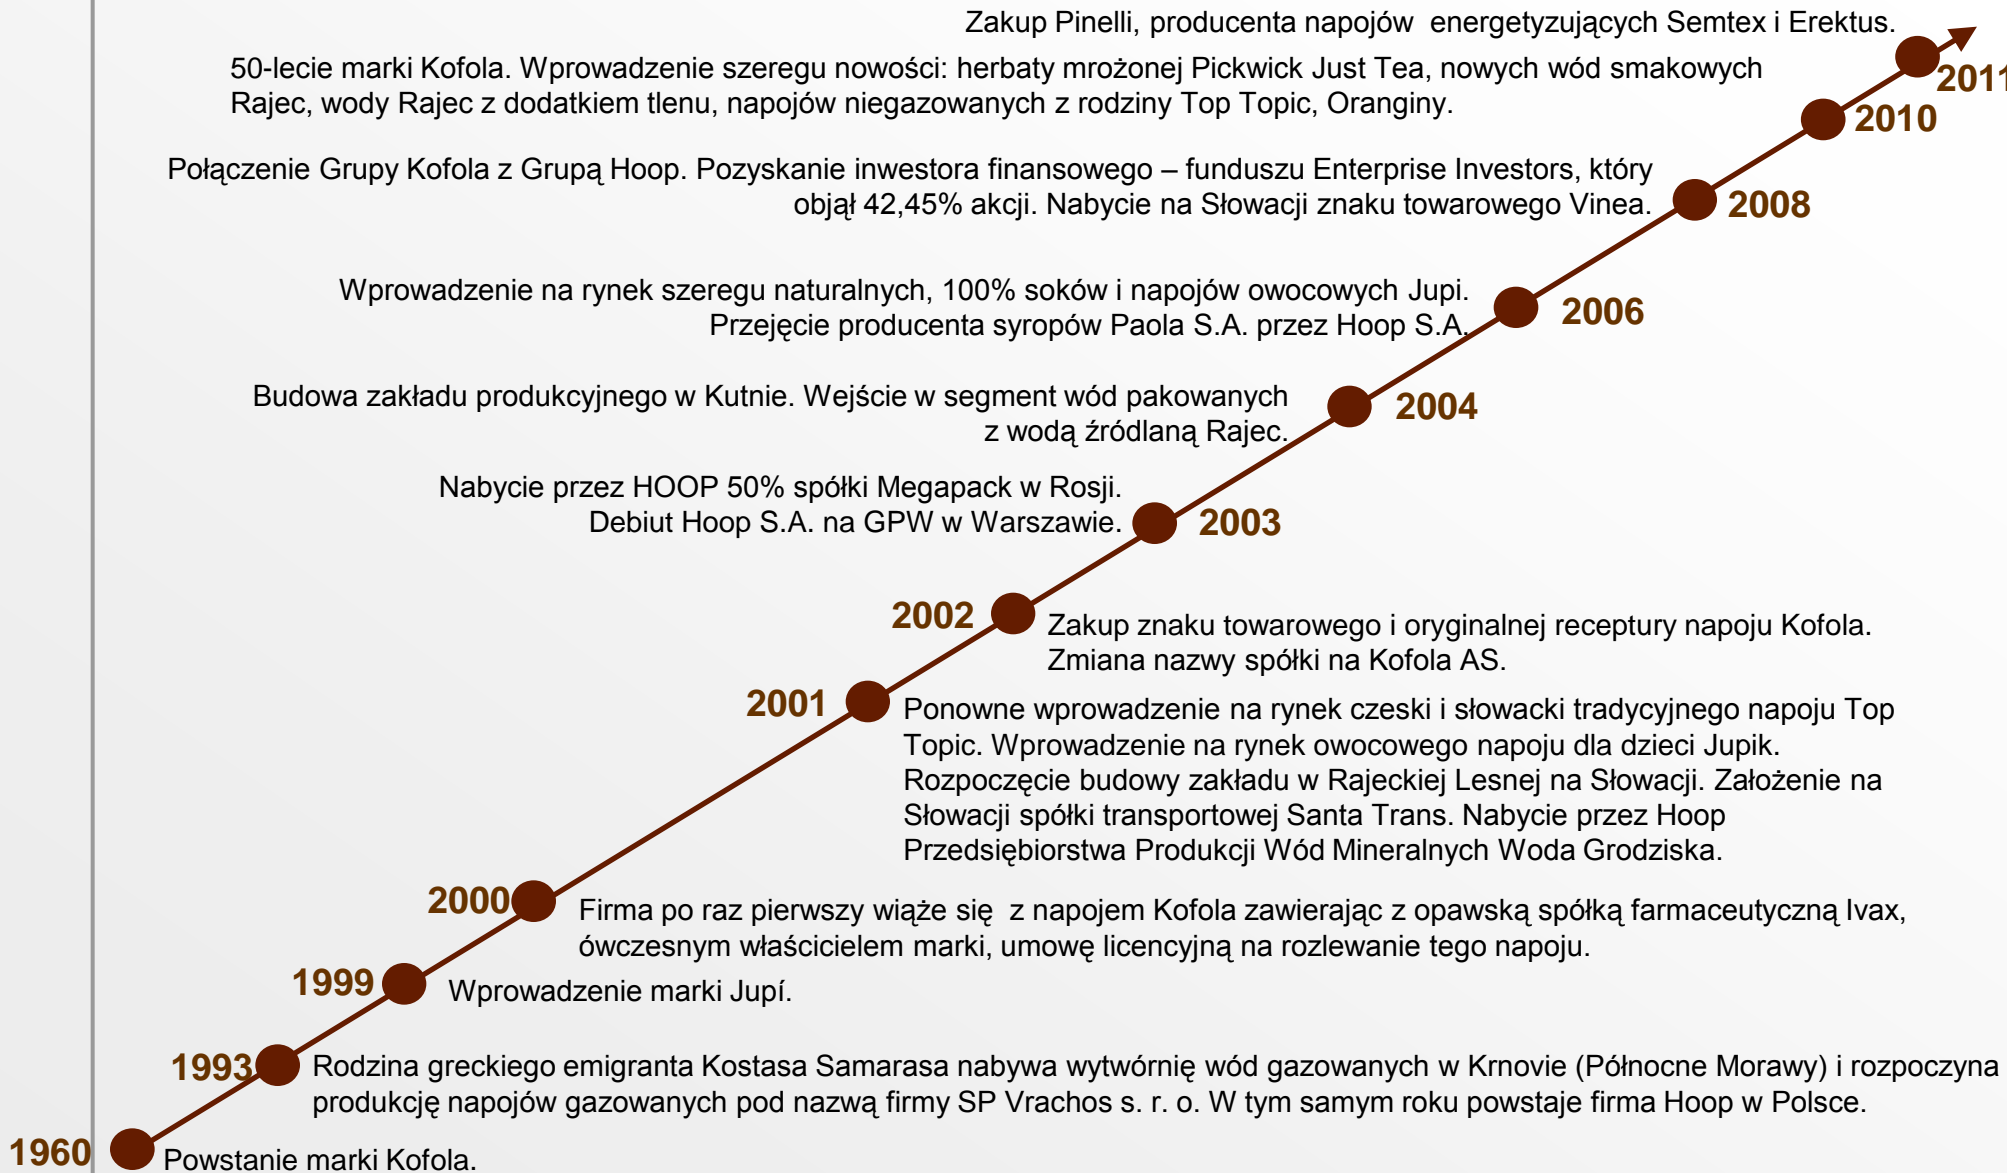 Zakup Pinelli, producenta napojów energetyzujących Semtex i Erektus.
2011
50-lecie marki Kofola. Wprowadzenie szeregu nowości: herbaty mrożonej Pickwick Just Tea, nowych wód smakowych
Rajec, wody Rajec z dodatkiem tlenu, napojów niegazowanych z rodziny Top Topic, Oranginy.
2010
Połączenie Grupy Kofola z Grupą Hoop. Pozyskanie inwestora finansowego – funduszu Enterprise Investors, który
objął 42,45% akcji. Nabycie na Słowacji znaku towarowego Vinea.
2008
Wprowadzenie na rynek szeregu naturalnych, 100% soków i napojów owocowych Jupi.
Przejęcie producenta syropów Paola S.A. przez Hoop S.A.
2006
Budowa zakładu produkcyjnego w Kutnie. Wejście w segment wód pakowanych
z wodą źródlaną Rajec.
2004
Nabycie przez HOOP 50% spółki Megapack w Rosji.
Debiut Hoop S.A. na GPW w Warszawie.
2003
2002
Zakup znaku towarowego i oryginalnej receptury napoju Kofola.
Zmiana nazwy spółki na Kofola AS.
2001
Ponowne wprowadzenie na rynek czeski i słowacki tradycyjnego napoju Top
Topic. Wprowadzenie na rynek owocowego napoju dla dzieci Jupik.
Rozpoczęcie budowy zakładu w Rajeckiej Lesnej na Słowacji. Założenie na
Słowacji spółki transportowej Santa Trans. Nabycie przez Hoop
Przedsiębiorstwa Produkcji Wód Mineralnych Woda Grodziska.
2000
Firma po raz pierwszy wiąże się z napojem Kofola zawierając z opawską spółką farmaceutyczną Ivax,
ówczesnym właścicielem marki, umowę licencyjną na rozlewanie tego napoju.
1999
Wprowadzenie marki Jupí.
1993
Rodzina greckiego emigranta Kostasa Samarasa nabywa wytwórnię wód gazowanych w Krnovie (Północne Morawy) i rozpoczyna
produkcję napojów gazowanych pod nazwą firmy SP Vrachos s. r. o. W tym samym roku powstaje firma Hoop w Polsce.
1960
Powstanie marki Kofola.